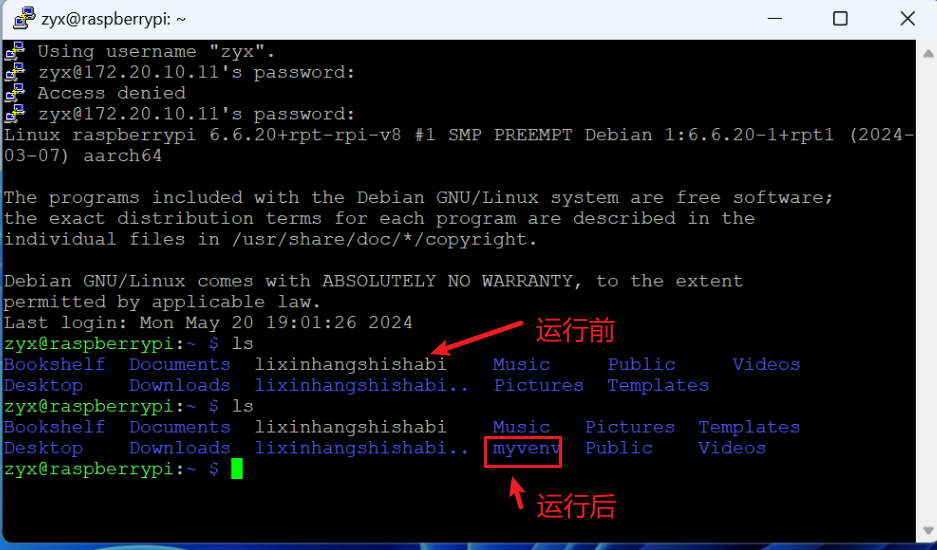 zyx@raspberrypi: ~
Using username "zyx".
zyx@172.20.10.11's password:
Access denied
zyx@172.20.10.11's password:
Linux raspberrypi 6.6.20+rpt-rpi-v8 #1 SMP PREEMPT Debian 1:6.6.20-1+rpt1 (2024-
03-07) aarch64
The programs included with the Debian GNU/Linux system are free software;
the exact distribution terms for each program are described in the
individual files in /usr/share/doc/*/copyright.
Debian GNU/Linux comes with ABSOLUTELY NO WARRANTY, to the extent
permitted by applicable law.
Last login: Mon May 20 19:01:26 2024
zyx@raspberrypi:~ $ ls
运行前
Bookshelf Documents lixinhangshishabi Music Public Videos
Desktop Downloads lixinhangshishabi.. Pictures Templates
zyx@raspberrypi:~ $ ls
Bookshelf Documents lixinhangshishabi Music Pictures Templates
Desktop Downloads lixinhangshishabi.. myvenv Public Videos
zyx@raspberrypi:~ $
运行后